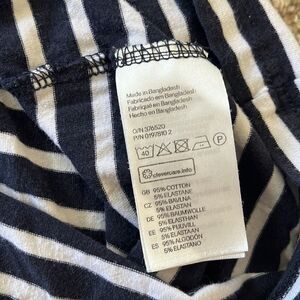 Made in Bangladesh
Fabricado em Bangladesh
Fabriqué en Bangladesh
Hecho en Bangladesh
O/N 376520
P/N 0197810 2
40
P
clevercare.info
GB 95% COTTON
5% ELASTANE
CZ 95% BAVLNA
5% ELASTAN
DE 95% BAUMWOLLE
5% ELASTHAN
EE 95% PUUVILL
5% ELASTAAN
ES 95% ALGODÓN
5% ELASTANO